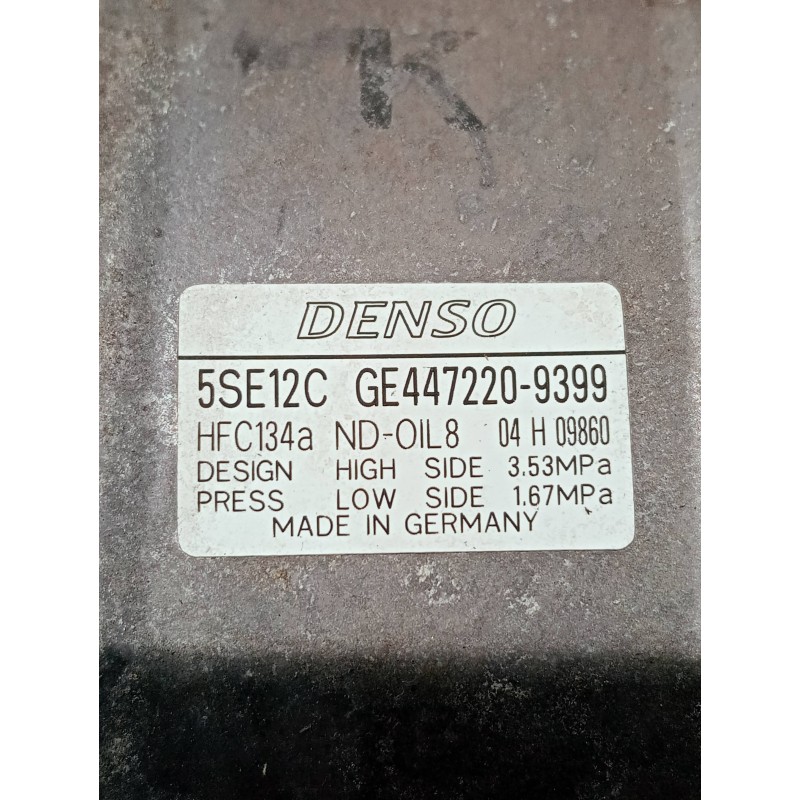 K
DENSO
5SE12C GE447220-9399
HFC134a ND-OIL8 04 H 09860
DESIGN HIGH SIDE 3.53MPa
PRESS LOW SIDE 1.67MPa
MADE IN GERMANY